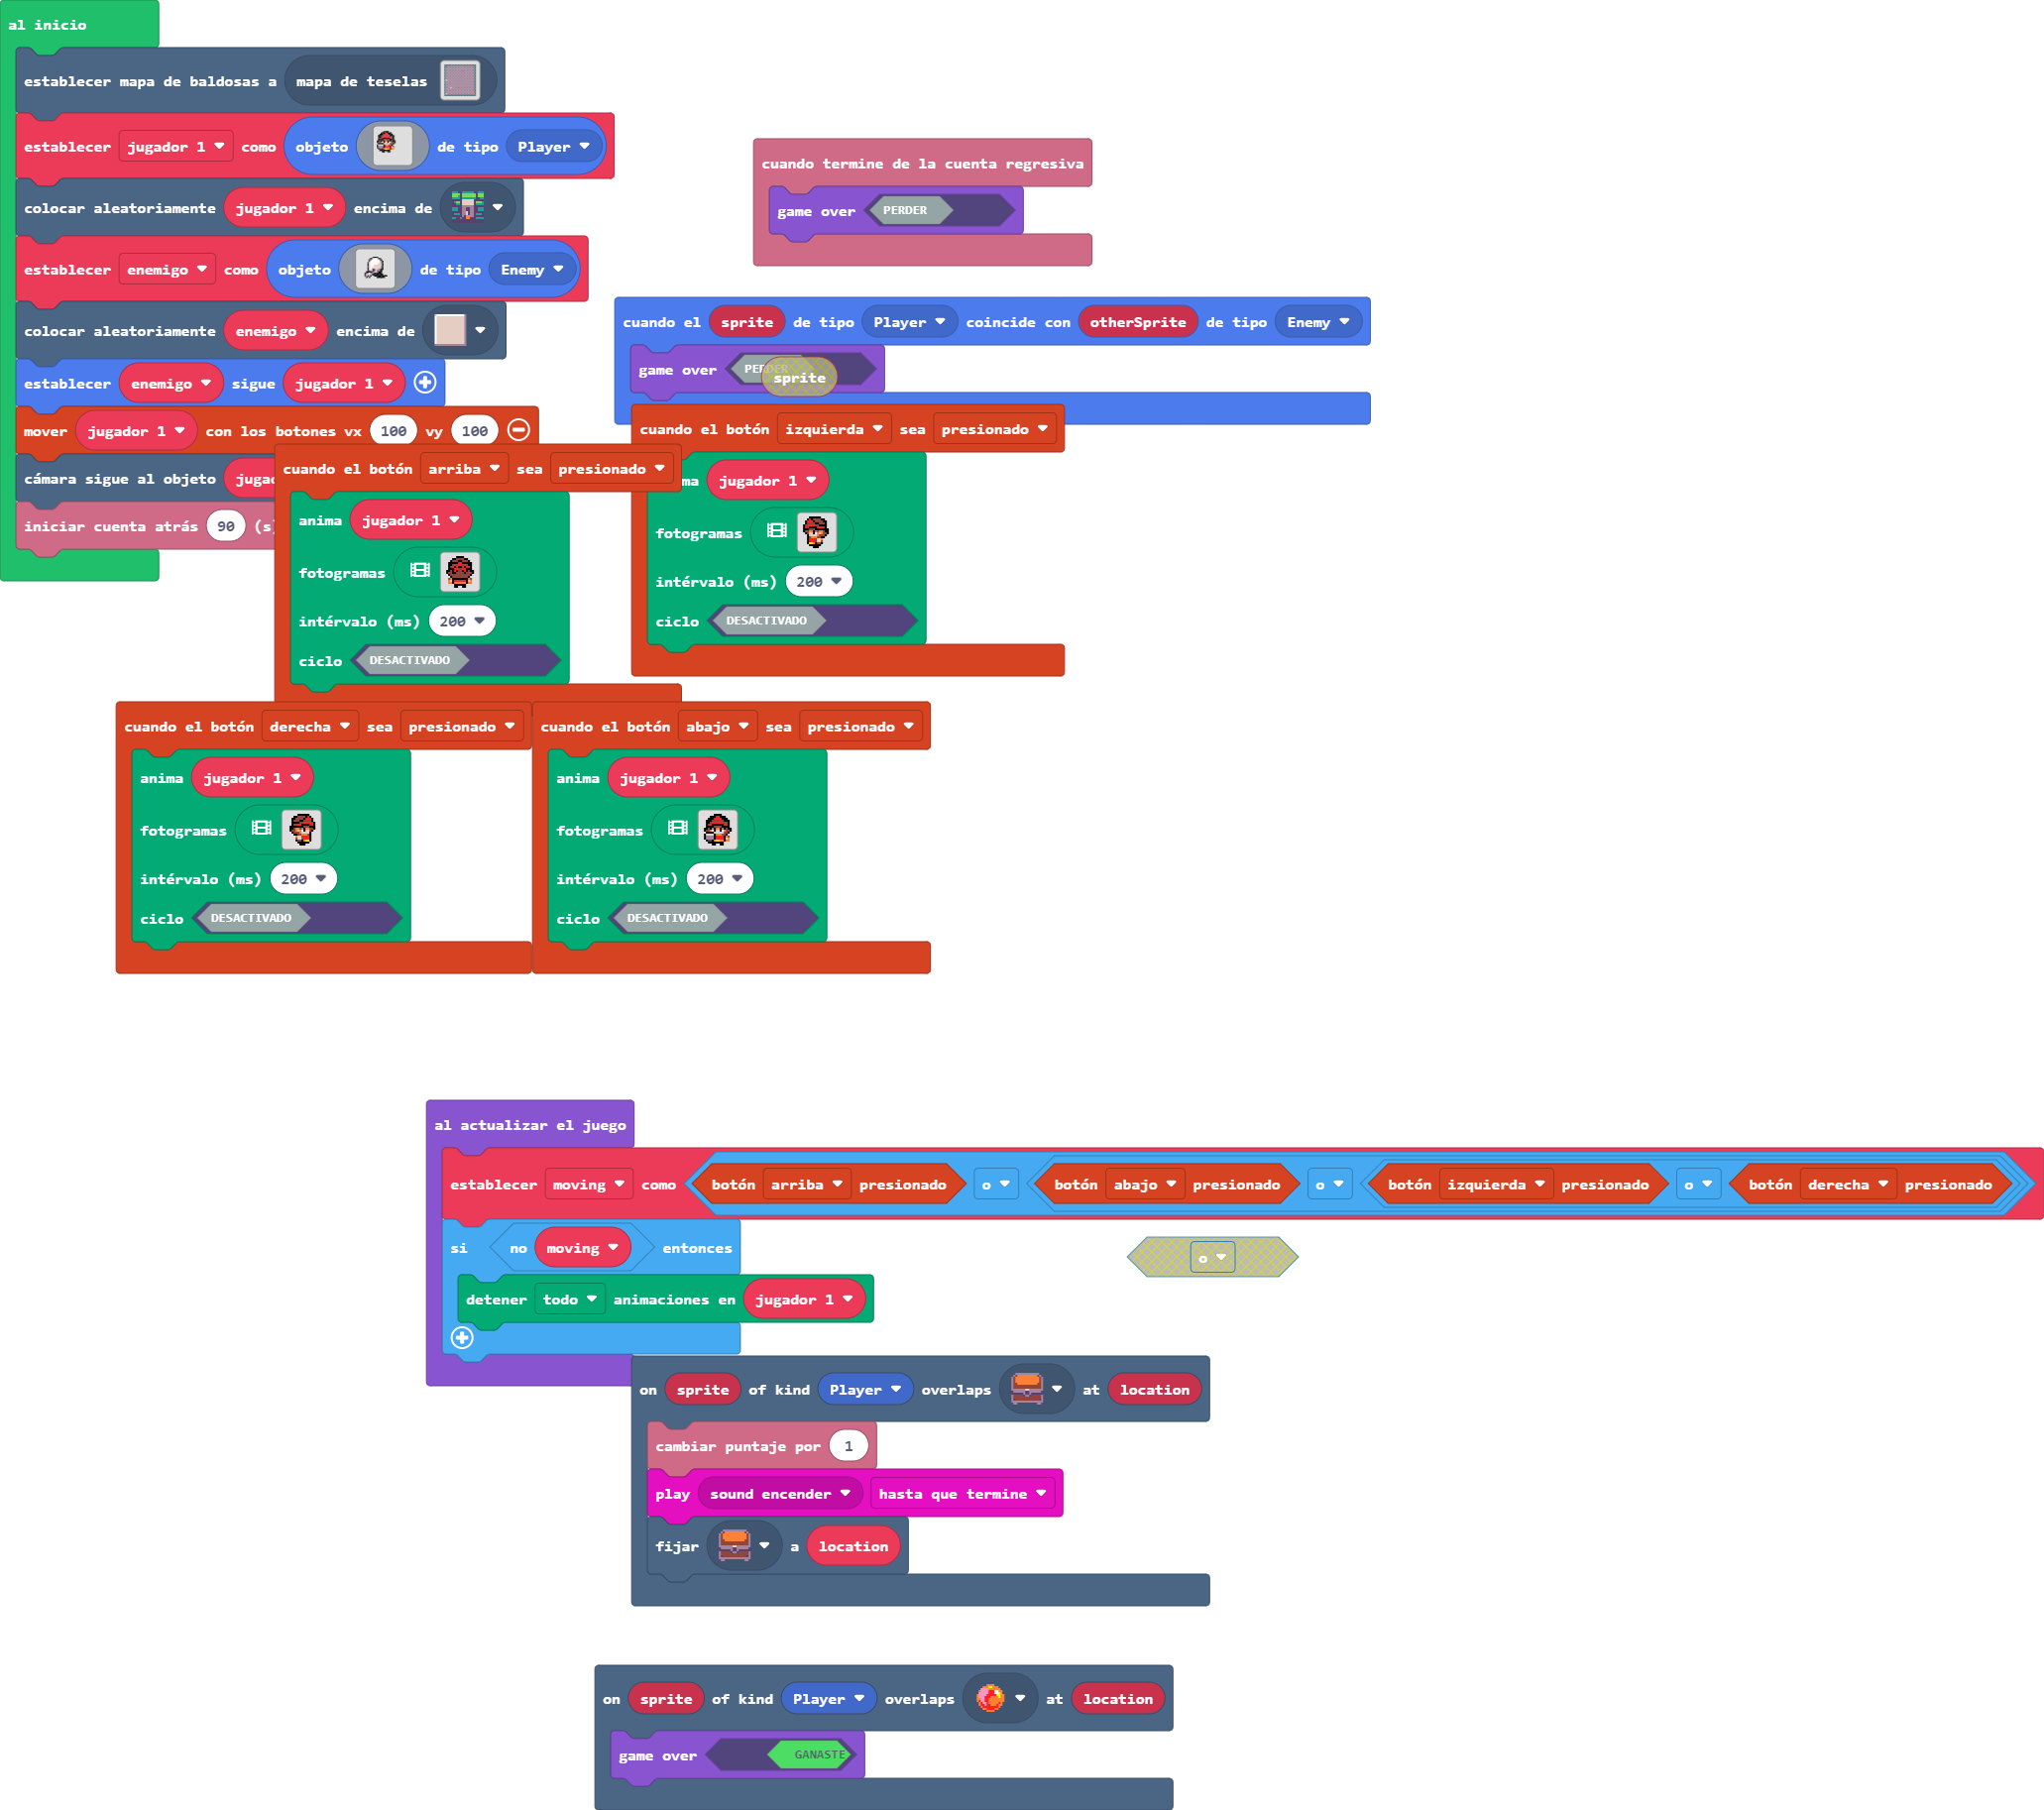 al inicio
establecer mapa de baldosas a mapa de teselas
establecer jugador 1 como objeto de tipo Player
colocar aleatoriamente jugador 1 encima de
establecer enemigo como objeto de tipo Enemy
colocar aleatoriamente enemigo encima de
establecer enemigo sigue jugador 1
mover jugador 1 con los botones vx 100 vy 100
cámara sigue al objeto
iniciar cuenta atrás 90 (s)
cuando termine de la cuenta regresiva
game over PERDER
cuando el sprite de tipo Player coincide con otherSprite de tipo Enemy
game over
sprite
cuando el botón izquierda sea presionado
jugador 1
fotogramas
intérvalo (ms) 200
ciclo DESACTIVADO
cuando el botón arriba sea presionado
anima jugador 1
fotogramas
intérvalo (ms) 200
ciclo DESACTIVADO
cuando el botón derecha sea presionado
anima jugador 1
fotogramas
intérvalo (ms) 200
ciclo DESACTIVADO
cuando el botón abajo sea presionado
anima jugador 1
fotogramas
intérvalo (ms) 200
ciclo DESACTIVADO
al actualizar el juego
establecer moving como botón arriba presionado o botón abajo presionado o botón izquierda presionado o botón derecha presionado
si no moving entonces
o
detener todo animaciones en jugador 1
on sprite of kind Player overlaps at location
cambiar puntaje por 1
play sound encender hasta que termine
fijar a location
on sprite of kind Player overlaps at location
game over GANASTE